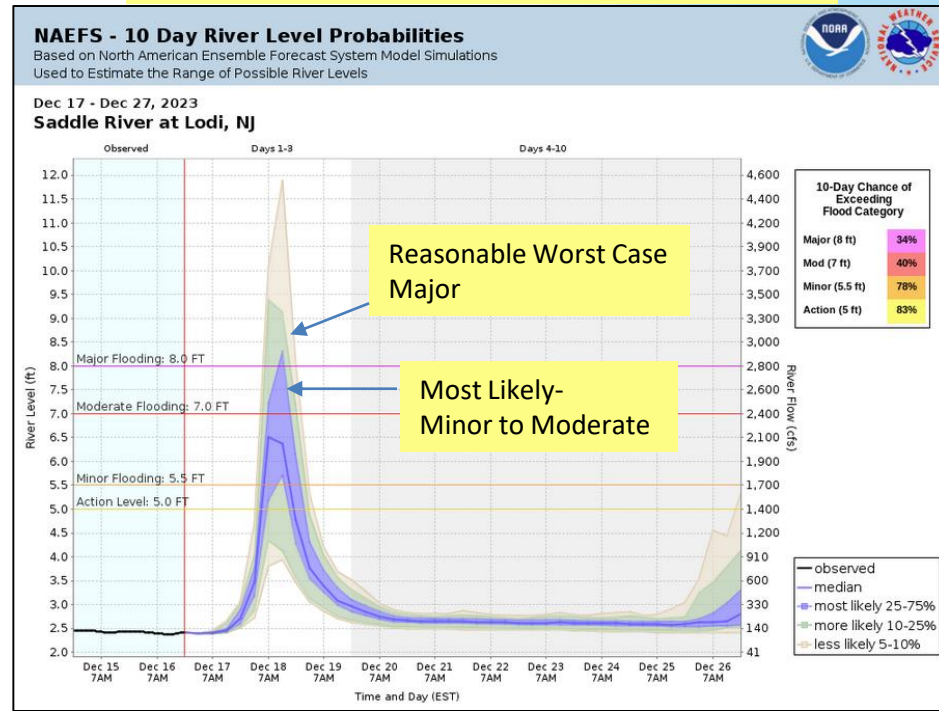 NAEFS - 10 Day River Level Probabilities
Based on North American Ensemble Forecast System Model Simulations
Used to Estimate the Range of Possible River Levels
NOAA
NATIONAL WEATHER SERVICE
Dec 17 - Dec 27, 2023
Saddle River at Lodi, NJ
Observed
Days 1-3
Days 4-10
River Level (ft)
12.0
11.5
11.0
10.5
10.0
9.5
9.0
8.5
8.0
7.5
7.0
6.5
6.0
5.5
5.0
4.5
4.0
3.5
3.0
2.5
2.0
Major Flooding: 8.0 FT
Moderate Flooding: 7.0 FT
Minor Flooding: 5.5 FT
Action Level: 5.0 FT
Reasonable Worst Case
Major
Most Likely-
Minor to Moderate
4,600
4,400
4,200
3,900
3,700
3,500
3,300
3,000
2,800
2,600
2,400
2,100
1,900
1,700
1,400
1,200
910
600
330
140
41
River Flow (cfs)
Dec 15
7AM
Dec 16
7AM
Dec 17
7AM
Dec 18
7AM
Dec 19
7AM
Dec 20
7AM
Dec 21
7AM
Dec 22
7AM
Dec 23
7AM
Dec 24
7AM
Dec 25
7AM
Dec 26
7AM
Time and Day (EST)
10-Day Chance of
Exceeding
Flood Category
Major (8 ft) 34%
Mod (7 ft) 40%
Minor (5.5 ft) 78%
Action (5 ft) 83%
observed
median
most likely 25-75%
more likely 10-25%
less likely 5-10%